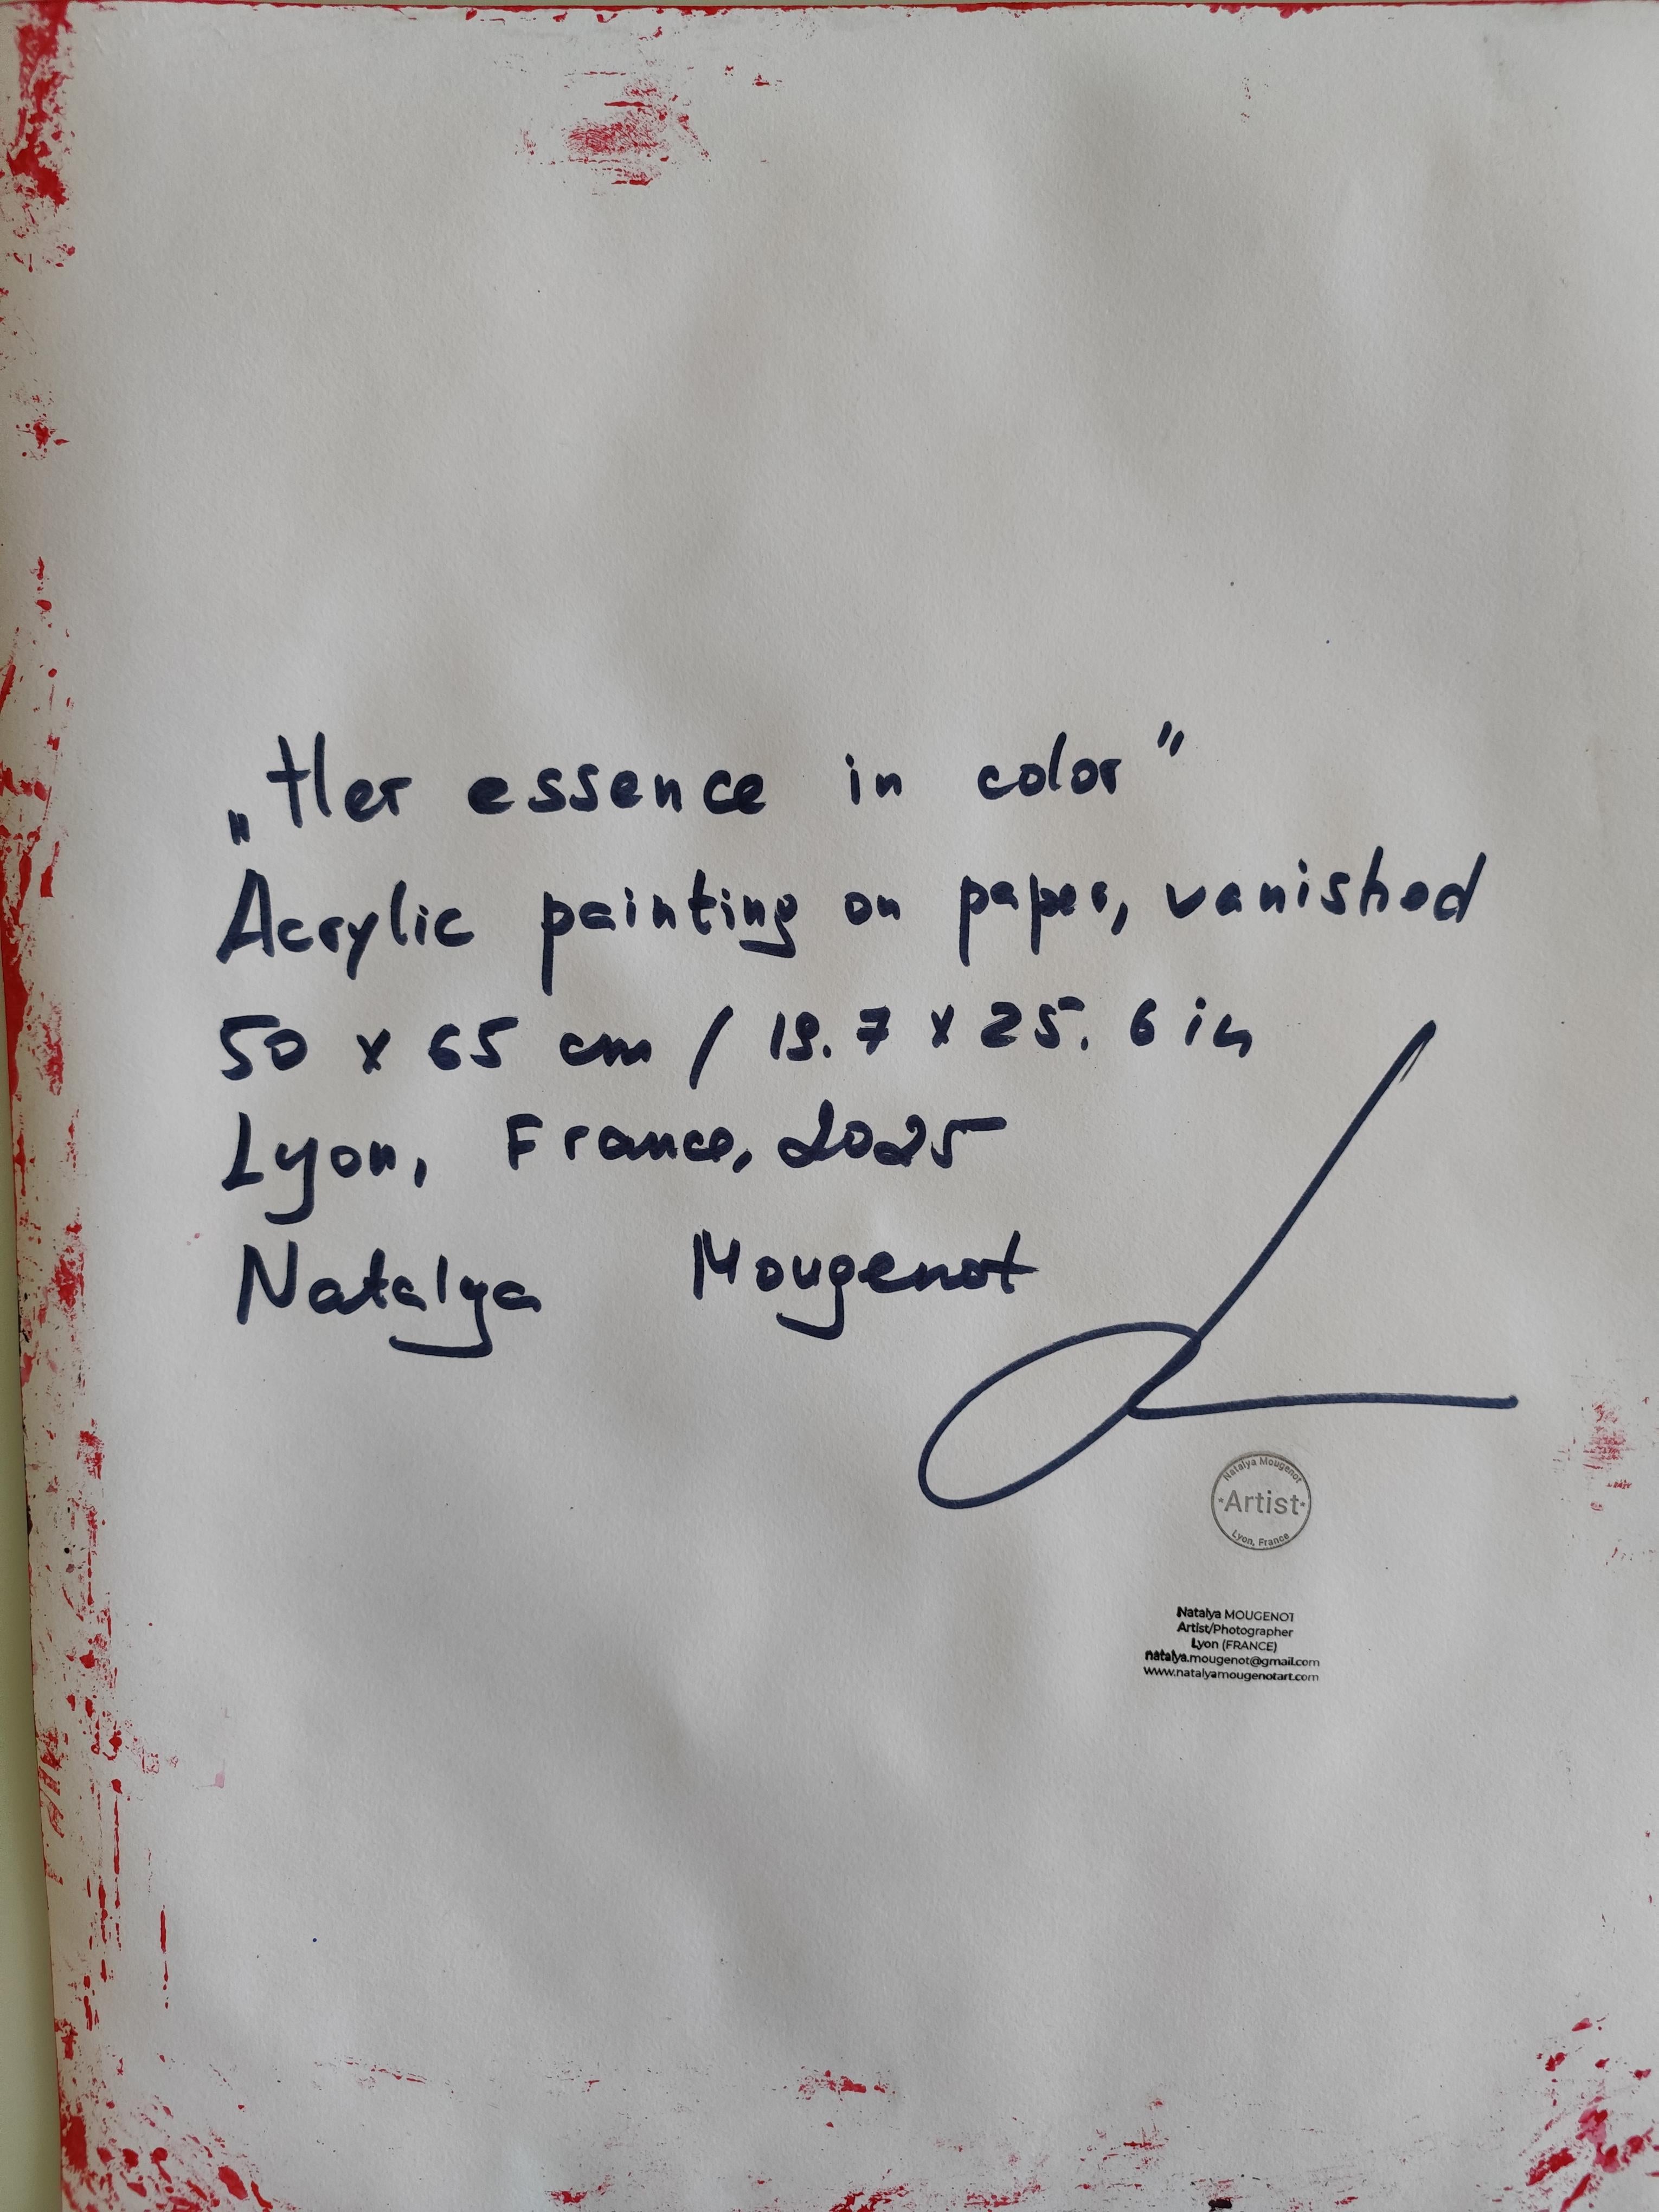 „Her essence in color"
Acrylic painting on paper, vanished
50 x 65 cm / 19.7 x 25.6 in
Lyon, France, 2025
Natalya Mougenot
Natalya Mougenot
·Artist·
Lyon, France
Natalya MOUGENOT
Artist/Photographer
Lyon (FRANCE)
natalya.mougenot@gmail.com
www.natalyamougenotart.com